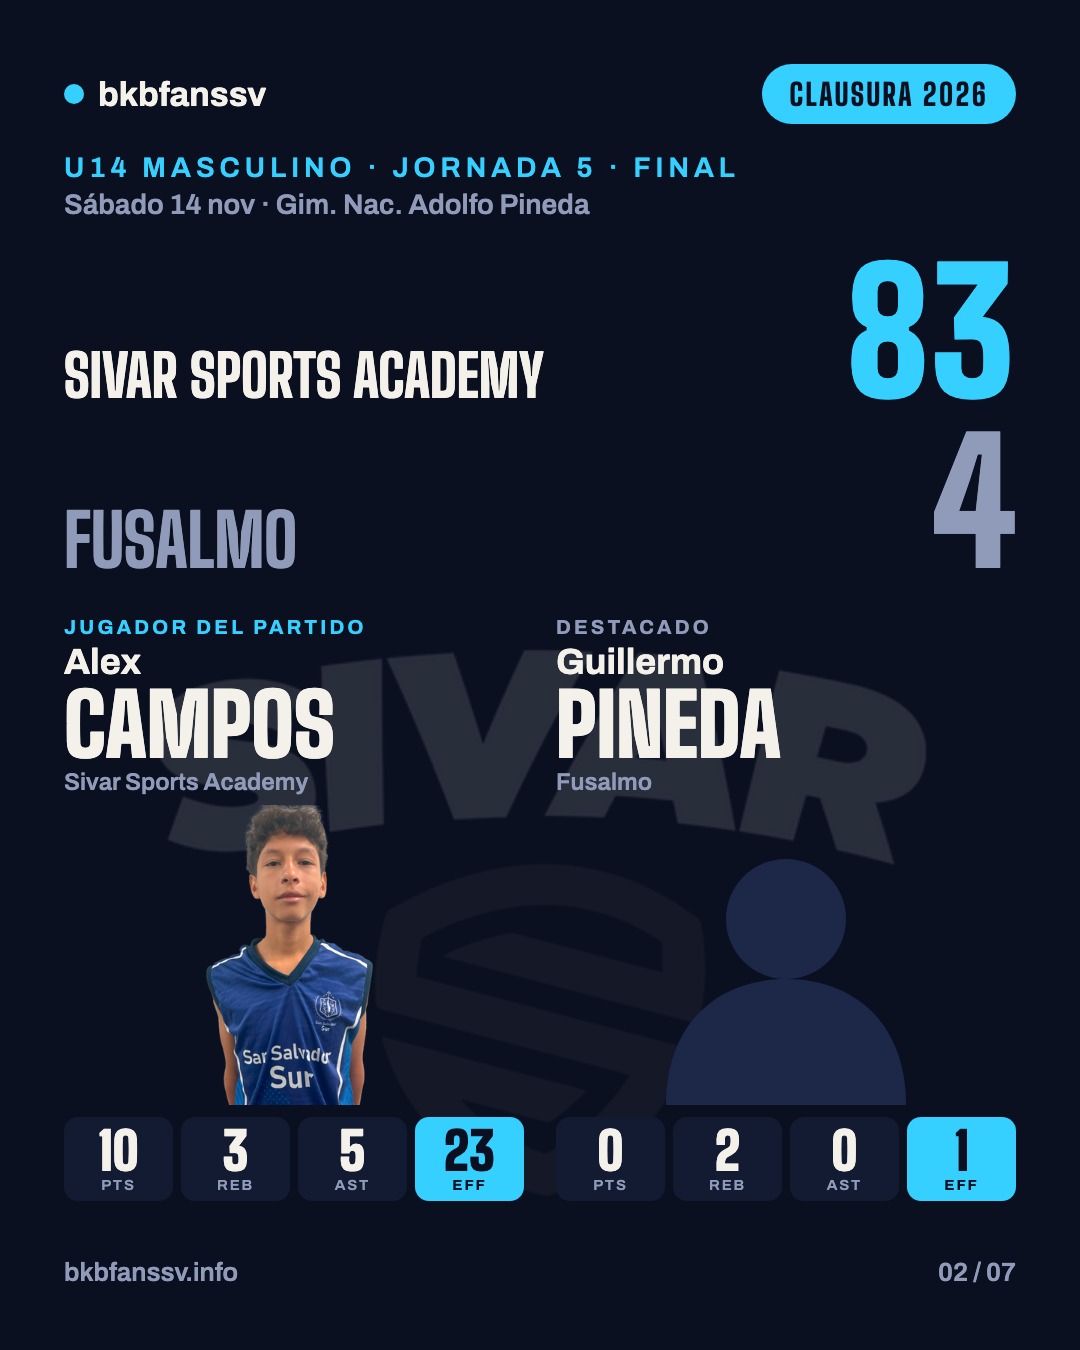 bkbfanssv
CLAUSURA 2026
U14 MASCULINO · JORNADA 5 · FINAL
Sábado 14 nov · Gim. Nac. Adolfo Pineda
SIVAR SPORTS ACADEMY
83
FUSALMO
4
JUGADOR DEL PARTIDO
Alex
CAMPOS
Sivar Sports Academy
DESTACADO
Guillermo
PINEDA
Fusalmo
SIVAR
San Salvador
Sur
10
PTS
3
REB
5
AST
23
EFF
0
PTS
2
REB
0
AST
1
EFF
bkbfanssv.info
02 / 07